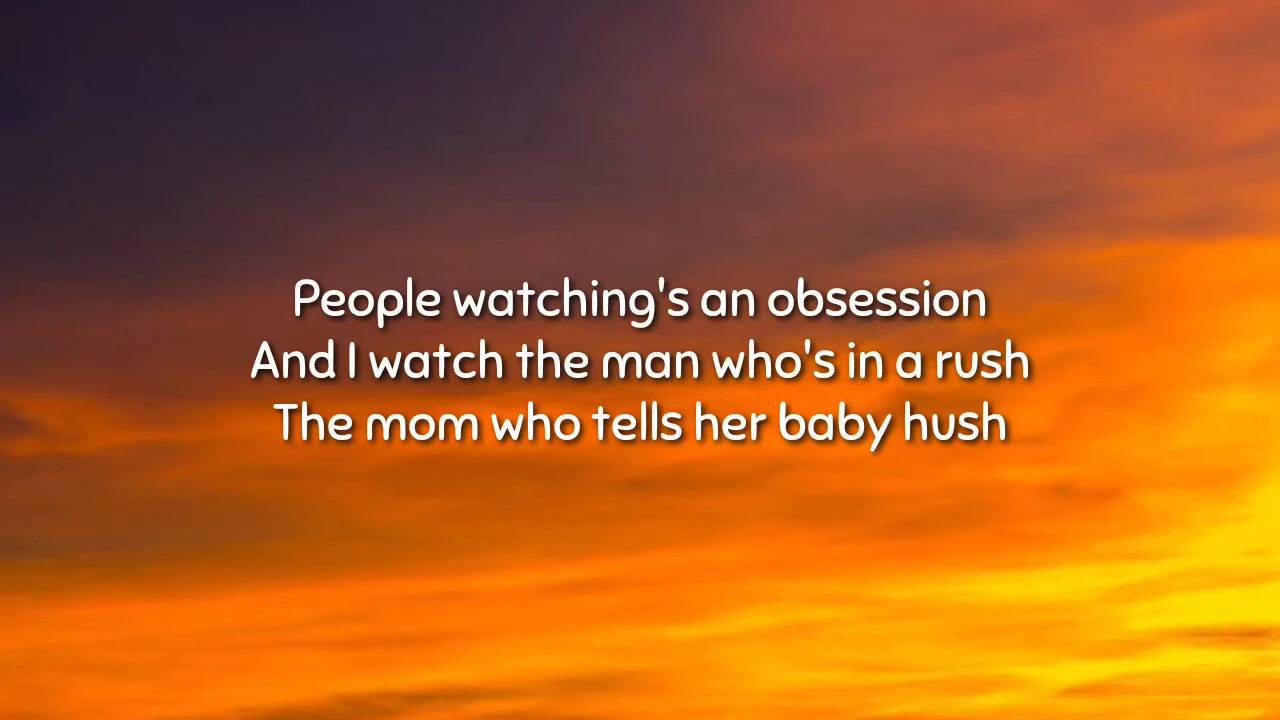 People watching's an obsession
And I watch the man who's in a rush
The mom who tells her baby hush